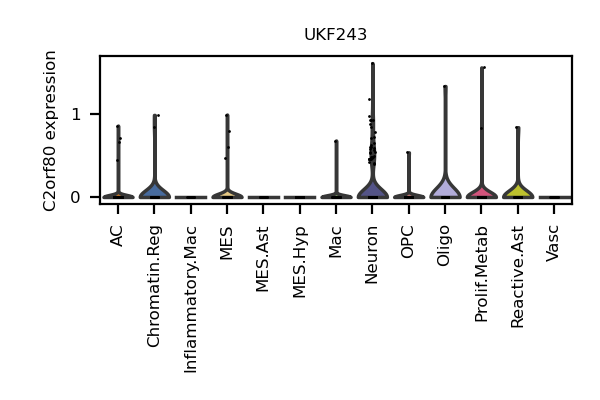 UKF243
C2orf80 expression
1
0
AC
Chromatin.Reg
Inflammatory.Mac
MES
MES.Ast
MES.Hyp
Mac
Neuron
OPC
Oligo
Prolif.Metab
Reactive.Ast
Vasc